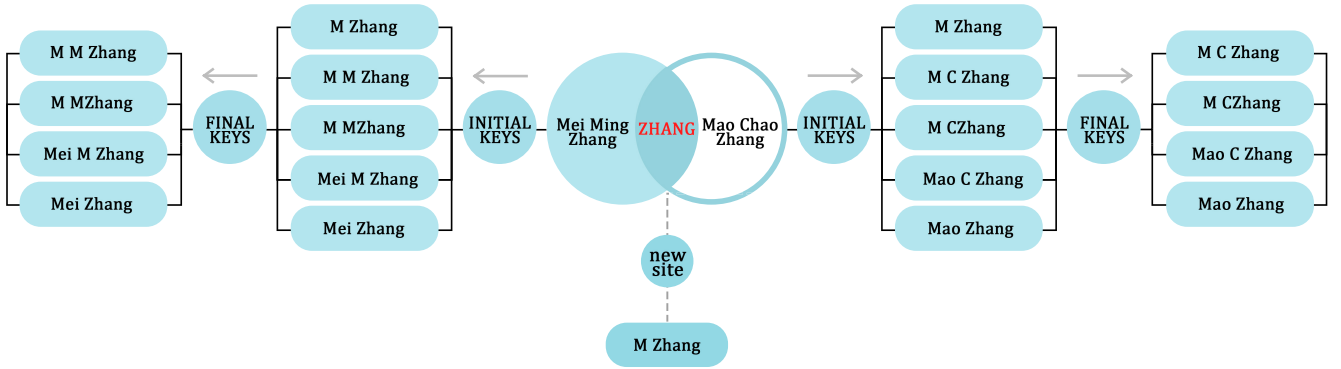 M M Zhang
M MZhang
Mei M Zhang
Mei Zhang
FINAL
KEYS
M Zhang
M M Zhang
M MZhang
Mei M Zhang
Mei Zhang
INITIAL
KEYS
Mei Ming
Zhang
ZHANG
Mao Chao
Zhang
new
site
M Zhang
INITIAL
KEYS
M Zhang
M C Zhang
M CZhang
Mao C Zhang
Mao Zhang
FINAL
KEYS
M C Zhang
M CZhang
Mao C Zhang
Mao Zhang